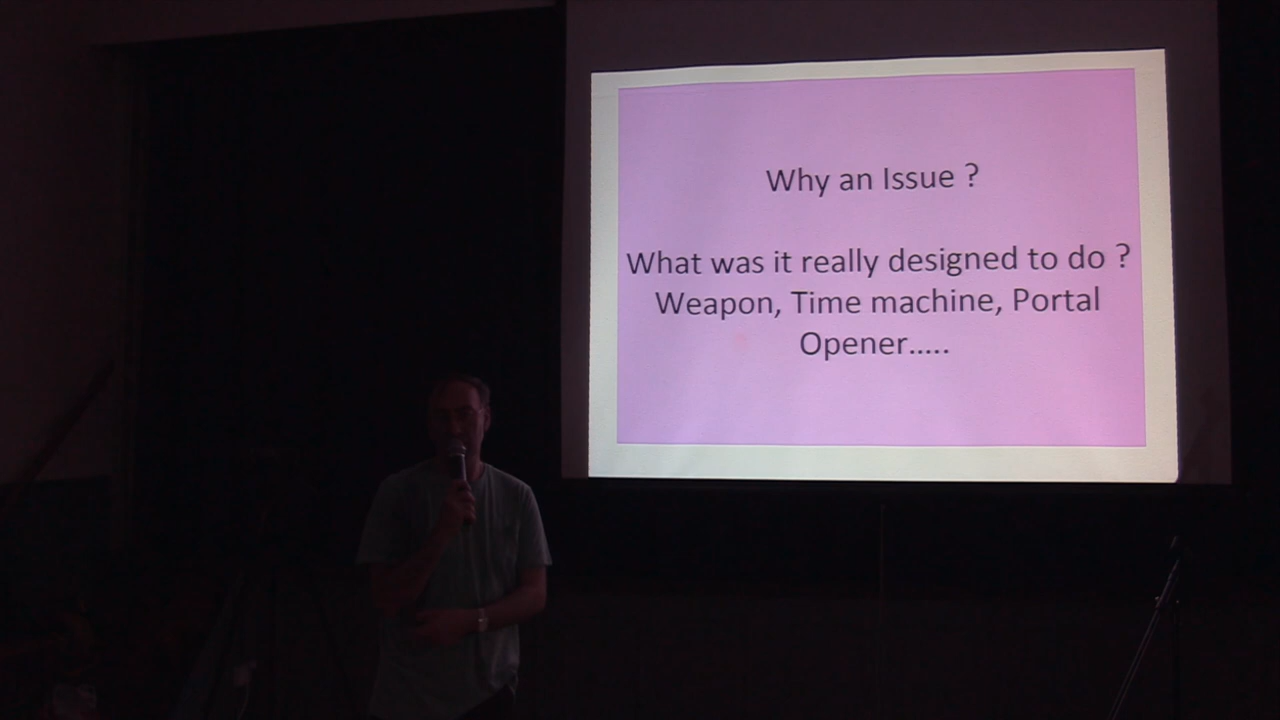 Why an Issue ?
What was it really designed to do ?
Weapon, Time machine, Portal
Opener.....